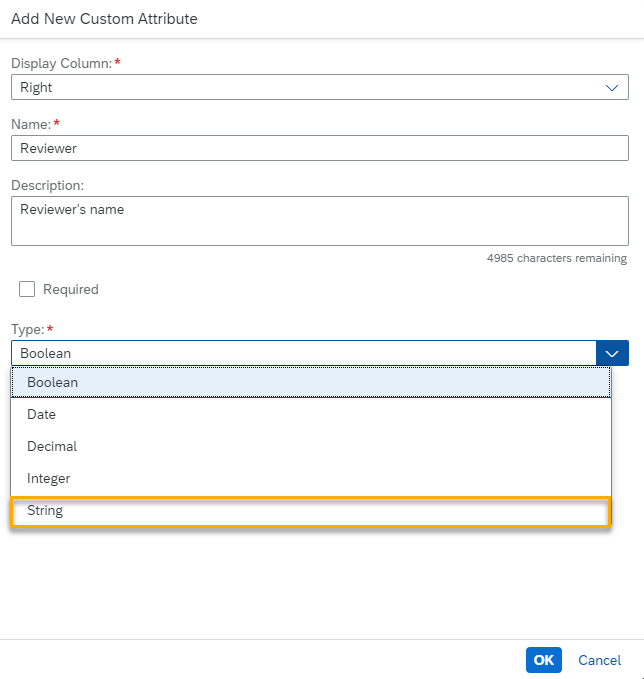 Add New Custom Attribute
Display Column:*
Right
Name:*
Reviewer
Description:
Reviewer's name
4985 characters remaining
Required
Type:*
Boolean
Boolean
Date
Decimal
Integer
String
OK Cancel